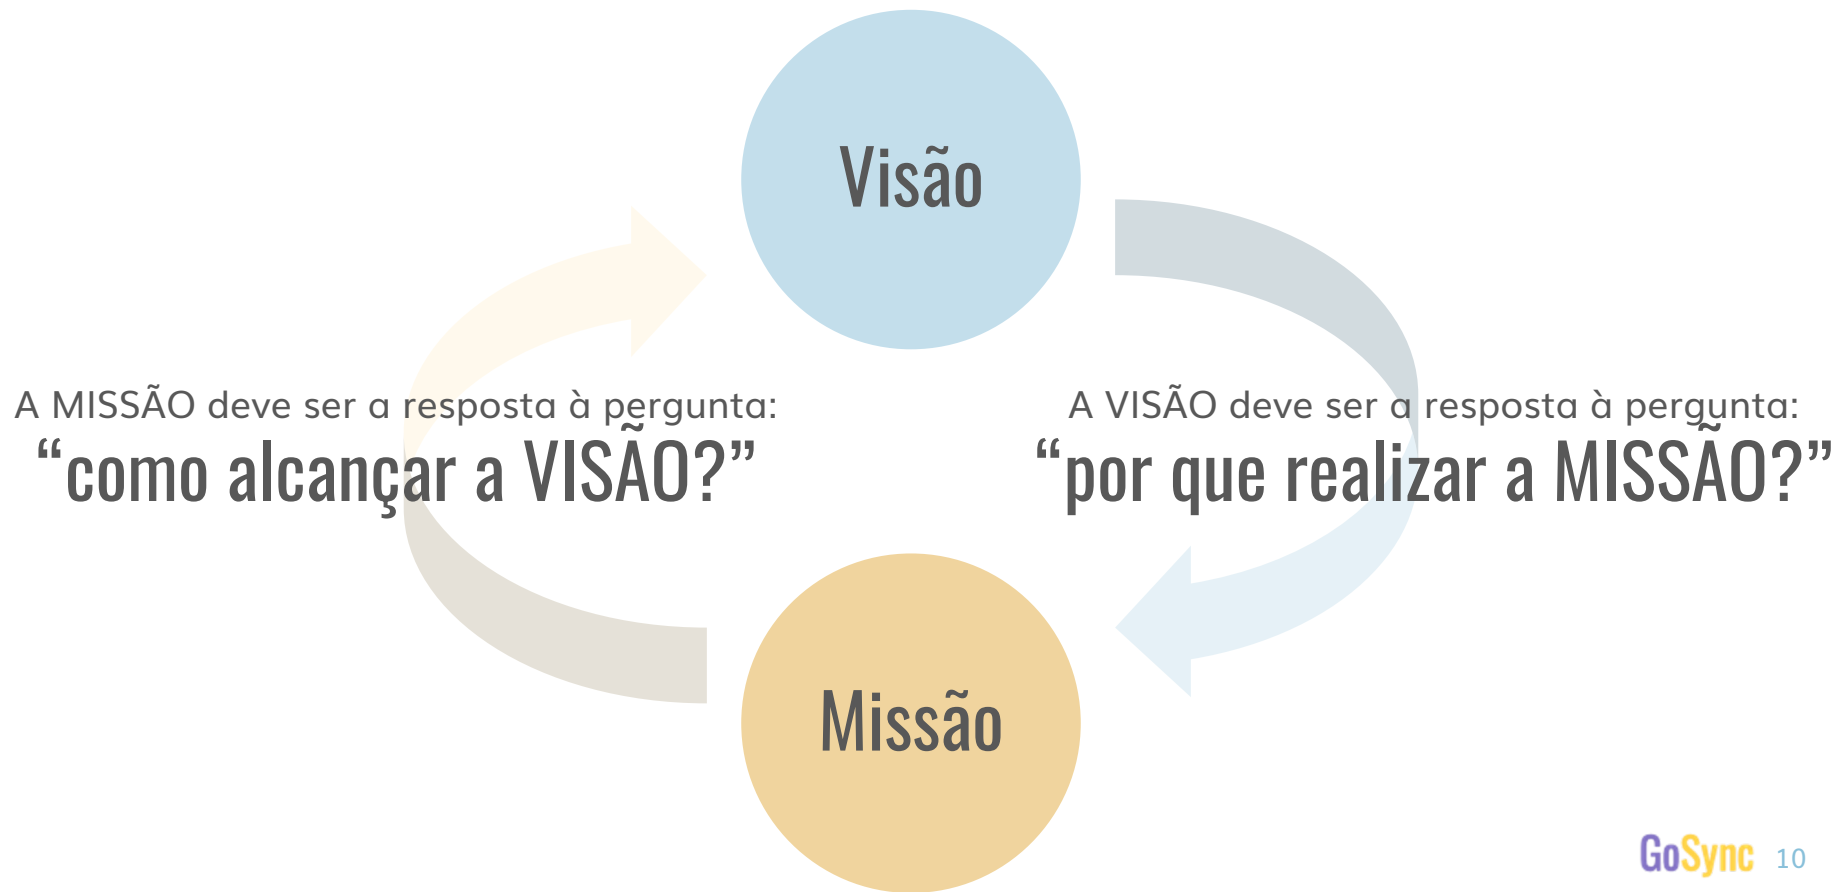 Visão
A MISSÃO deve ser a resposta à pergunta:
“como alcançar a VISÃO?”
A VISÃO deve ser a resposta à pergunta:
“por que realizar a MISSÃO?”
Missão
GoSync 10